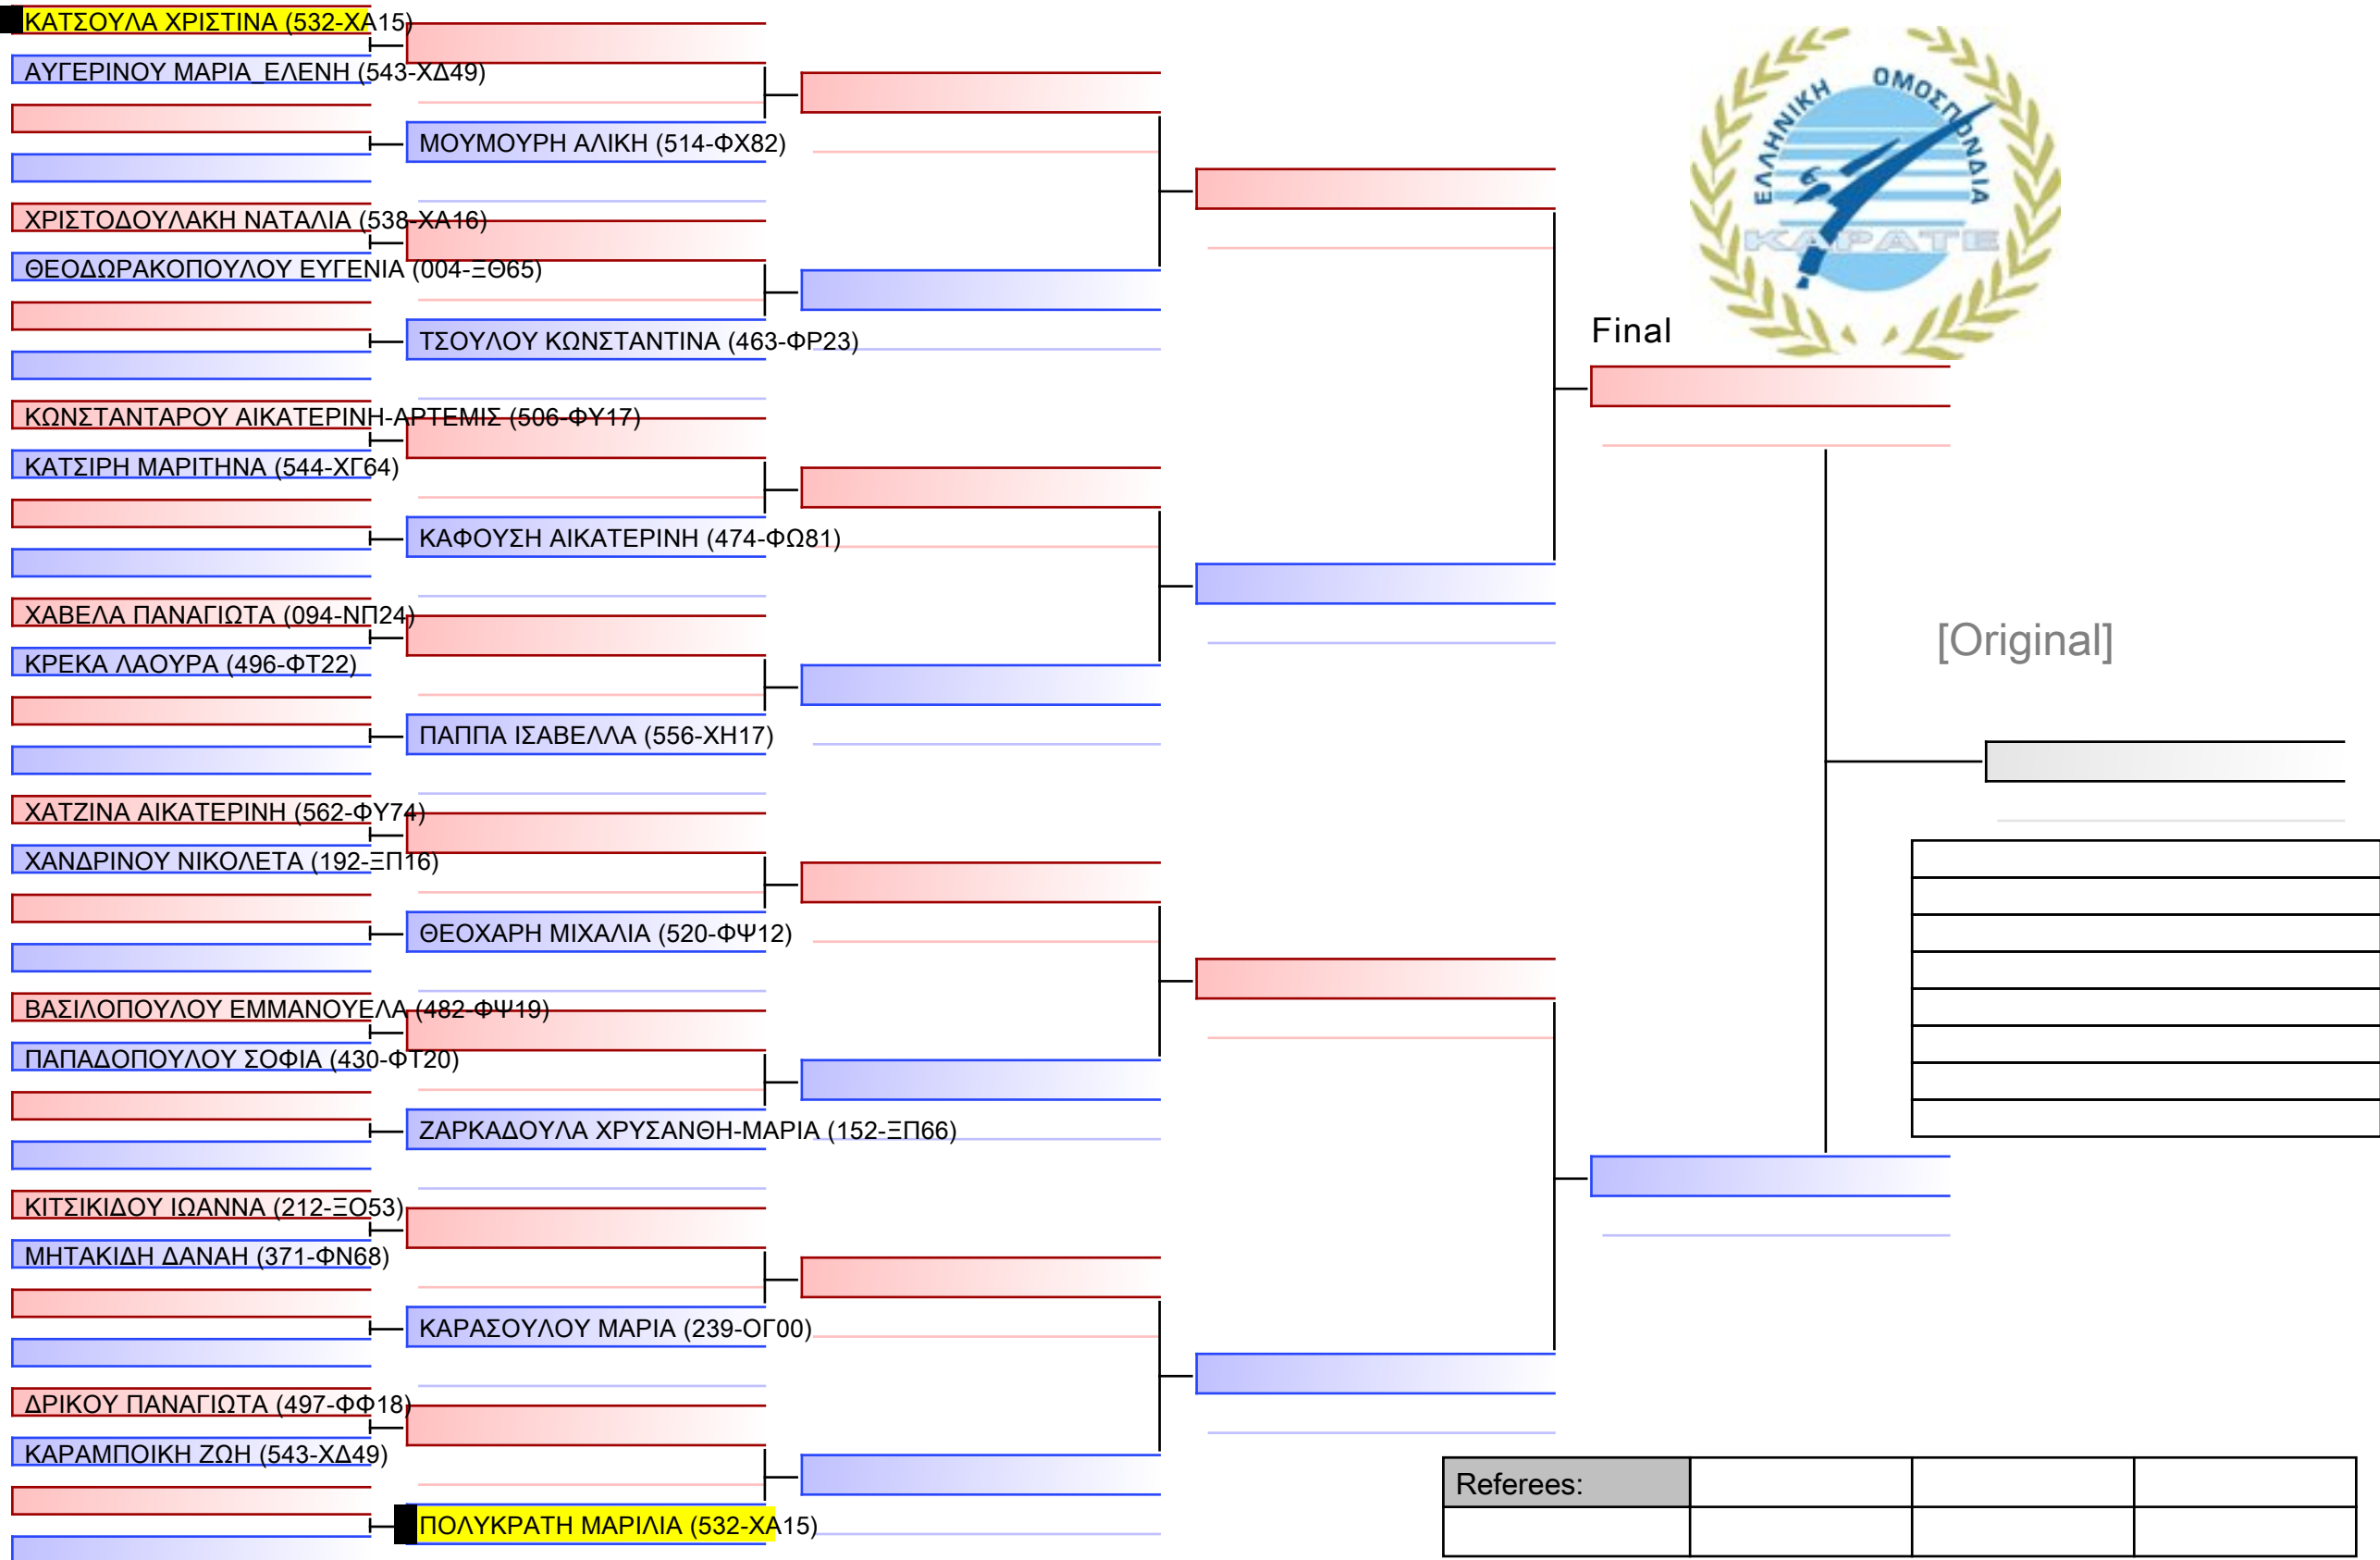 ΚΑΤΣΟΥΛΑ ΧΡΙΣΤΙΝΑ (532-ΧΑ15)
ΑΥΓΕΡΙΝΟΥ ΜΑΡΙΑ_ΕΛΕΝΗ (543-ΧΔ49)
ΜΟΥΜΟΥΡΗ ΑΛΙΚΗ (514-ΦΧ82)
ΧΡΙΣΤΟΔΟΥΛΑΚΗ ΝΑΤΑΛΙΑ (538-ΧΑ16)
ΘΕΟΔΩΡΑΚΟΠΟΥΛΟΥ ΕΥΓΕΝΙΑ (004-ΞΘ65)
ΤΣΟΥΛΟΥ ΚΩΝΣΤΑΝΤΙΝΑ (463-ΦΡ23)
ΚΩΝΣΤΑΝΤΑΡΟΥ ΑΙΚΑΤΕΡΙΝΗ-ΑΡΤΕΜΙΣ (506-ΦΥ17)
ΚΑΤΣΙΡΗ ΜΑΡΙΤΗΝΑ (544-ΧΓ64)
ΚΑΦΟΥΣΗ ΑΙΚΑΤΕΡΙΝΗ (474-ΦΩ81)
ΧΑΒΕΛΑ ΠΑΝΑΓΙΩΤΑ (094-ΝΠ24)
ΚΡΕΚΑ ΛΑΟΥΡΑ (496-ΦΤ22)
ΠΑΠΠΑ ΙΣΑΒΕΛΛΑ (556-ΧΗ17)
ΧΑΤΖΙΝΑ ΑΙΚΑΤΕΡΙΝΗ (562-ΦΥ74)
ΧΑΝΔΡΙΝΟΥ ΝΙΚΟΛΕΤΑ (192-ΞΠ16)
ΘΕΟΧΑΡΗ ΜΙΧΑΛΙΑ (520-ΦΨ12)
ΒΑΣΙΛΟΠΟΥΛΟΥ ΕΜΜΑΝΟΥΕΛΑ (482-ΦΨ19)
ΠΑΠΑΔΟΠΟΥΛΟΥ ΣΟΦΙΑ (430-ΦΤ20)
ΖΑΡΚΑΔΟΥΛΑ ΧΡΥΣΑΝΘΗ-ΜΑΡΙΑ (152-ΞΠ66)
ΚΙΤΣΙΚΙΔΟΥ ΙΩΑΝΝΑ (212-ΞΟ53)
ΜΗΤΑΚΙΔΗ ΔΑΝΑΗ (371-ΦΝ68)
ΚΑΡΑΣΟΥΛΟΥ ΜΑΡΙΑ (239-ΟΓ00)
ΔΡΙΚΟΥ ΠΑΝΑΓΙΩΤΑ (497-ΦΦ18)
ΚΑΡΑΜΠΟΙΚΗ ΖΩΗ (543-ΧΔ49)
ΠΟΛΥΚΡΑΤΗ ΜΑΡΙΛΙΑ (532-ΧΑ15)
ΕΛΛΗΝΙΚΗ ΟΜΟΣΠΟΝΔΙΑ
ΚΑΡΑΤΕ
Final
[Original]
Referees: